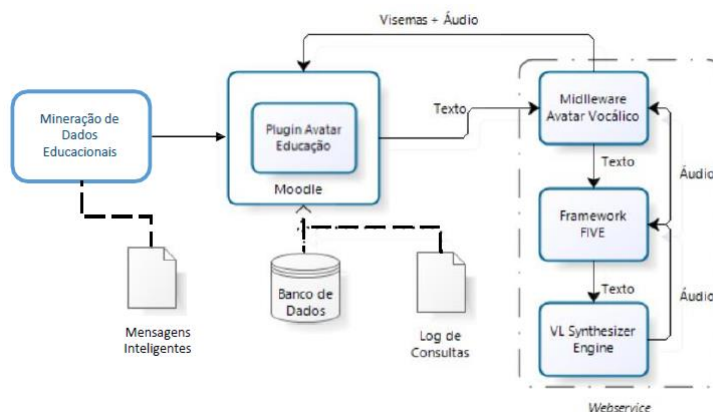 Visemas + Áudio
Mineração de
Dados
Educacionais
Plugin Avatar
Educação
Moodle
Texto
Midlleware
Avatar Vocálico
Texto
Áudio
Framework
FIVE
Texto
Áudio
VL Synthesizer
Engine
Banco de
Dados
Mensagens
Inteligentes
Log de
Consultas
Webservice